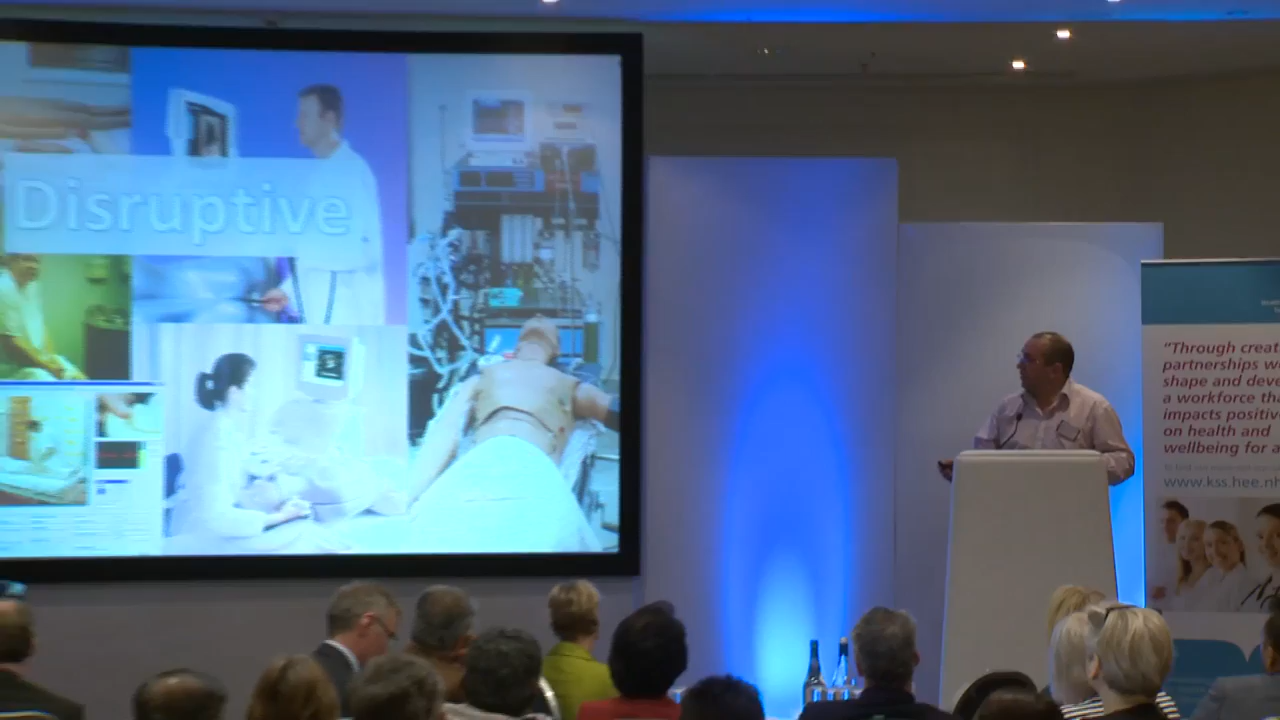 Disruptive
"Through creat
partnerships we
shape and deve
a workforce tha
impacts positiv
on health and
wellbeing for a
www.kss.hee.nh